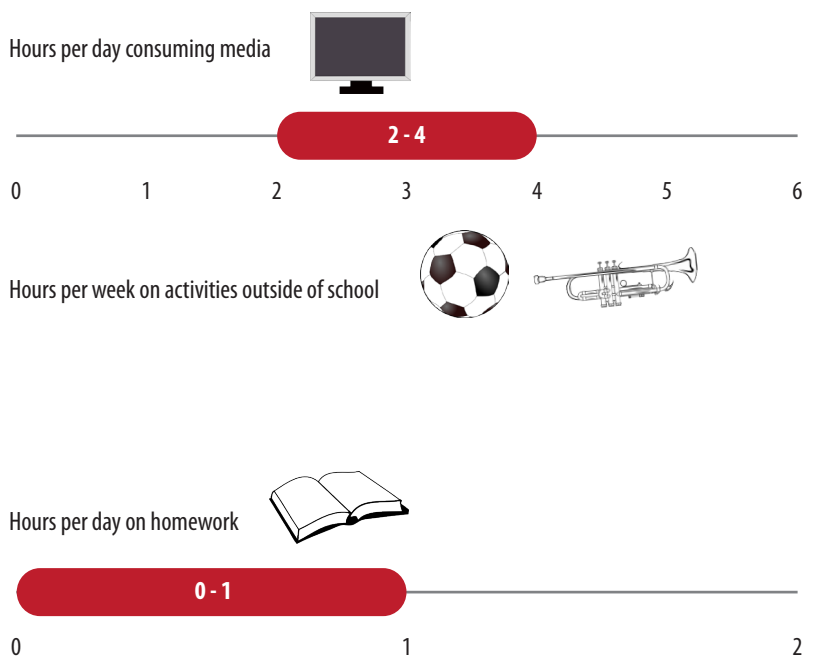 Hours per day consuming media
2 - 4
0 1 2 3 4 5 6
Hours per week on activities outside of school
Hours per day on homework
0 - 1
0 1 2